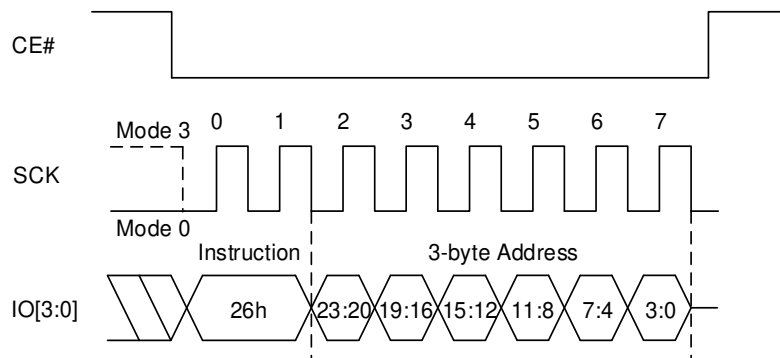 CE#
Mode 3 0 1 2 3 4 5 6 7
SCK
Mode 0
Instruction 3-byte Address
IO[3:0] 26h 23:20 19:16 15:12 11:8 7:4 3:0